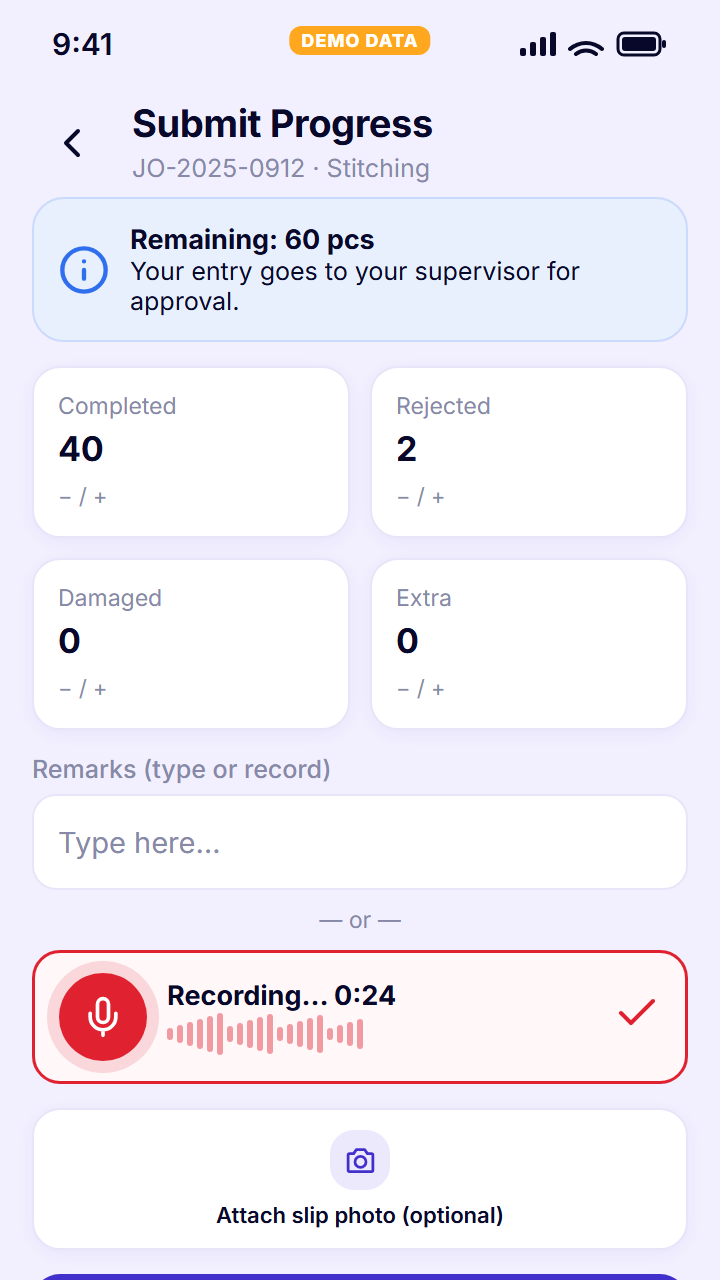 9:41
DEMO DATA
Submit Progress
JO-2025-0912 · Stitching
Remaining: 60 pcs
Your entry goes to your supervisor for
approval.
Completed
40
− / +
Rejected
2
− / +
Damaged
0
− / +
Extra
0
− / +
Remarks (type or record)
Type here...
— or —
Recording... 0:24
Attach slip photo (optional)